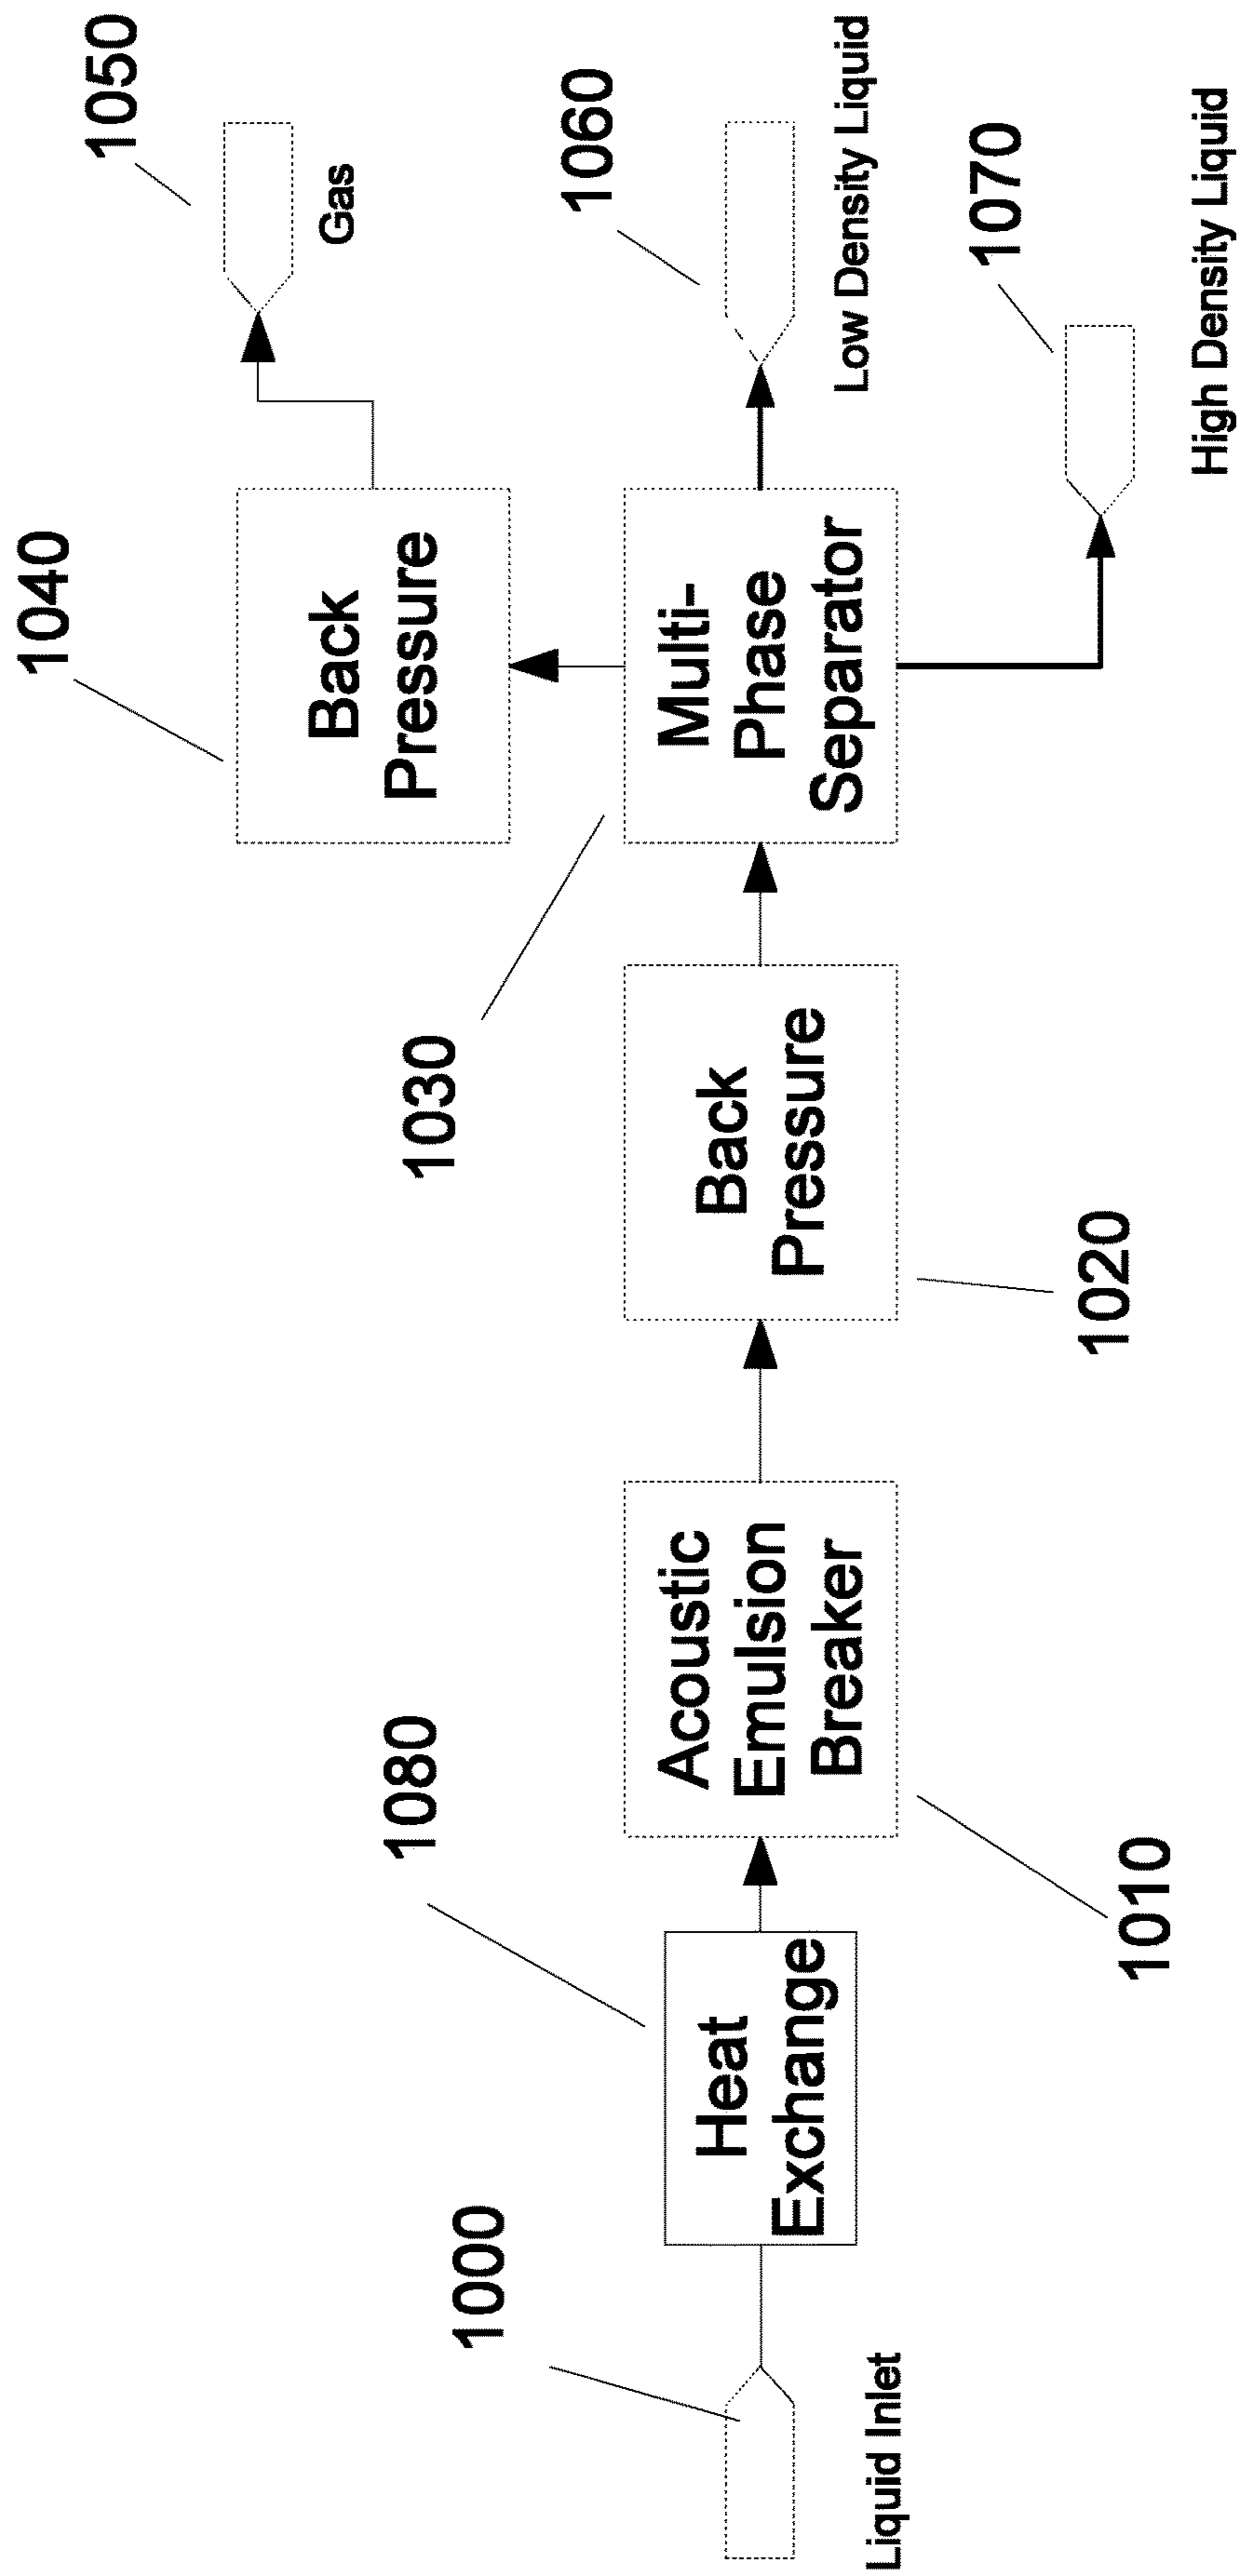 1000
Liquid Inlet
1080
Heat
Exchange
1010
Acoustic
Emulsion
Breaker
1020
Back
Pressure
1030
Multi-
Phase
Separator
1040
Back
Pressure
1050
Gas
1060
Low Density Liquid
1070
High Density Liquid